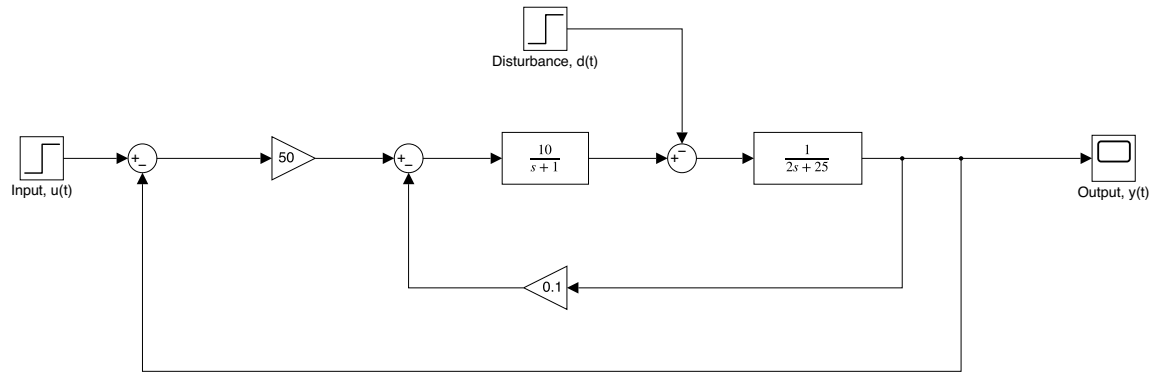 Disturbance, d(t)
Input, u(t)
+
−
50
+
−
10
s + 1
+
−
1
2s + 25
Output, y(t)
0.1